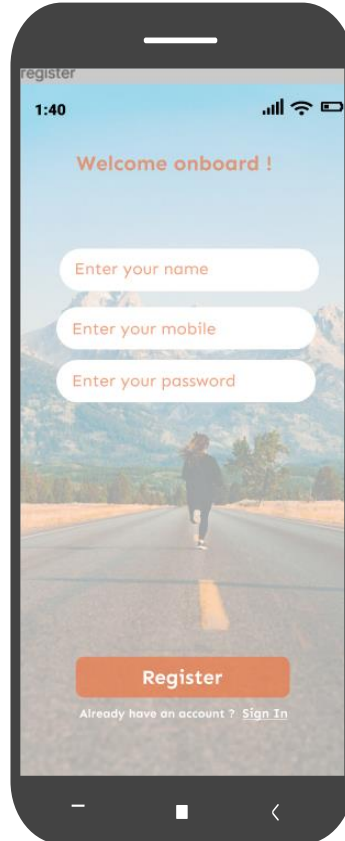 register
1:40
Welcome onboard !
Enter your name
Enter your mobile
Enter your password
Register
Already have an account ? Sign In